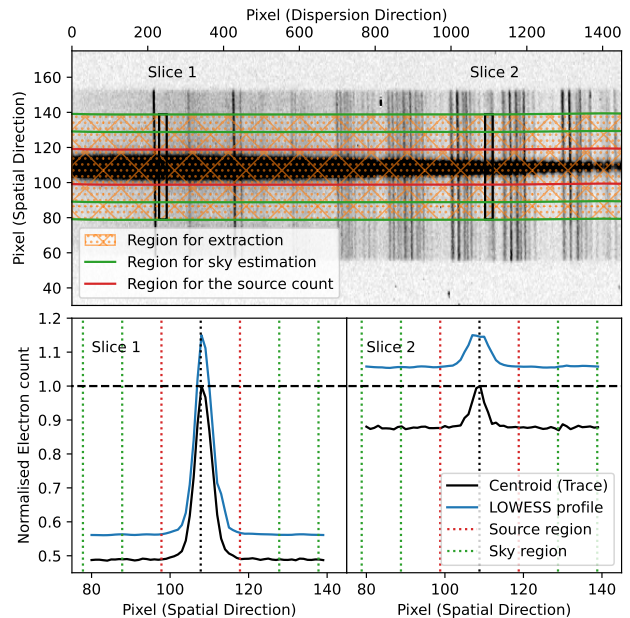 Pixel (Dispersion Direction)
0 200 400 600 800 1000 1200 1400
Slice 1 Slice 2
Pixel (Spatial Direction)
160
140
120
100
80
60
40
Region for extraction
Region for sky estimation
Region for the source count
Normalised Electron count
1.2
1.1
1.0
0.9
0.8
0.7
0.6
0.5
Slice 1 Slice 2
Centroid (Trace)
LOWESS profile
Source region
Sky region
80 100 120 140 80 100 120 140
Pixel (Spatial Direction) Pixel (Spatial Direction)